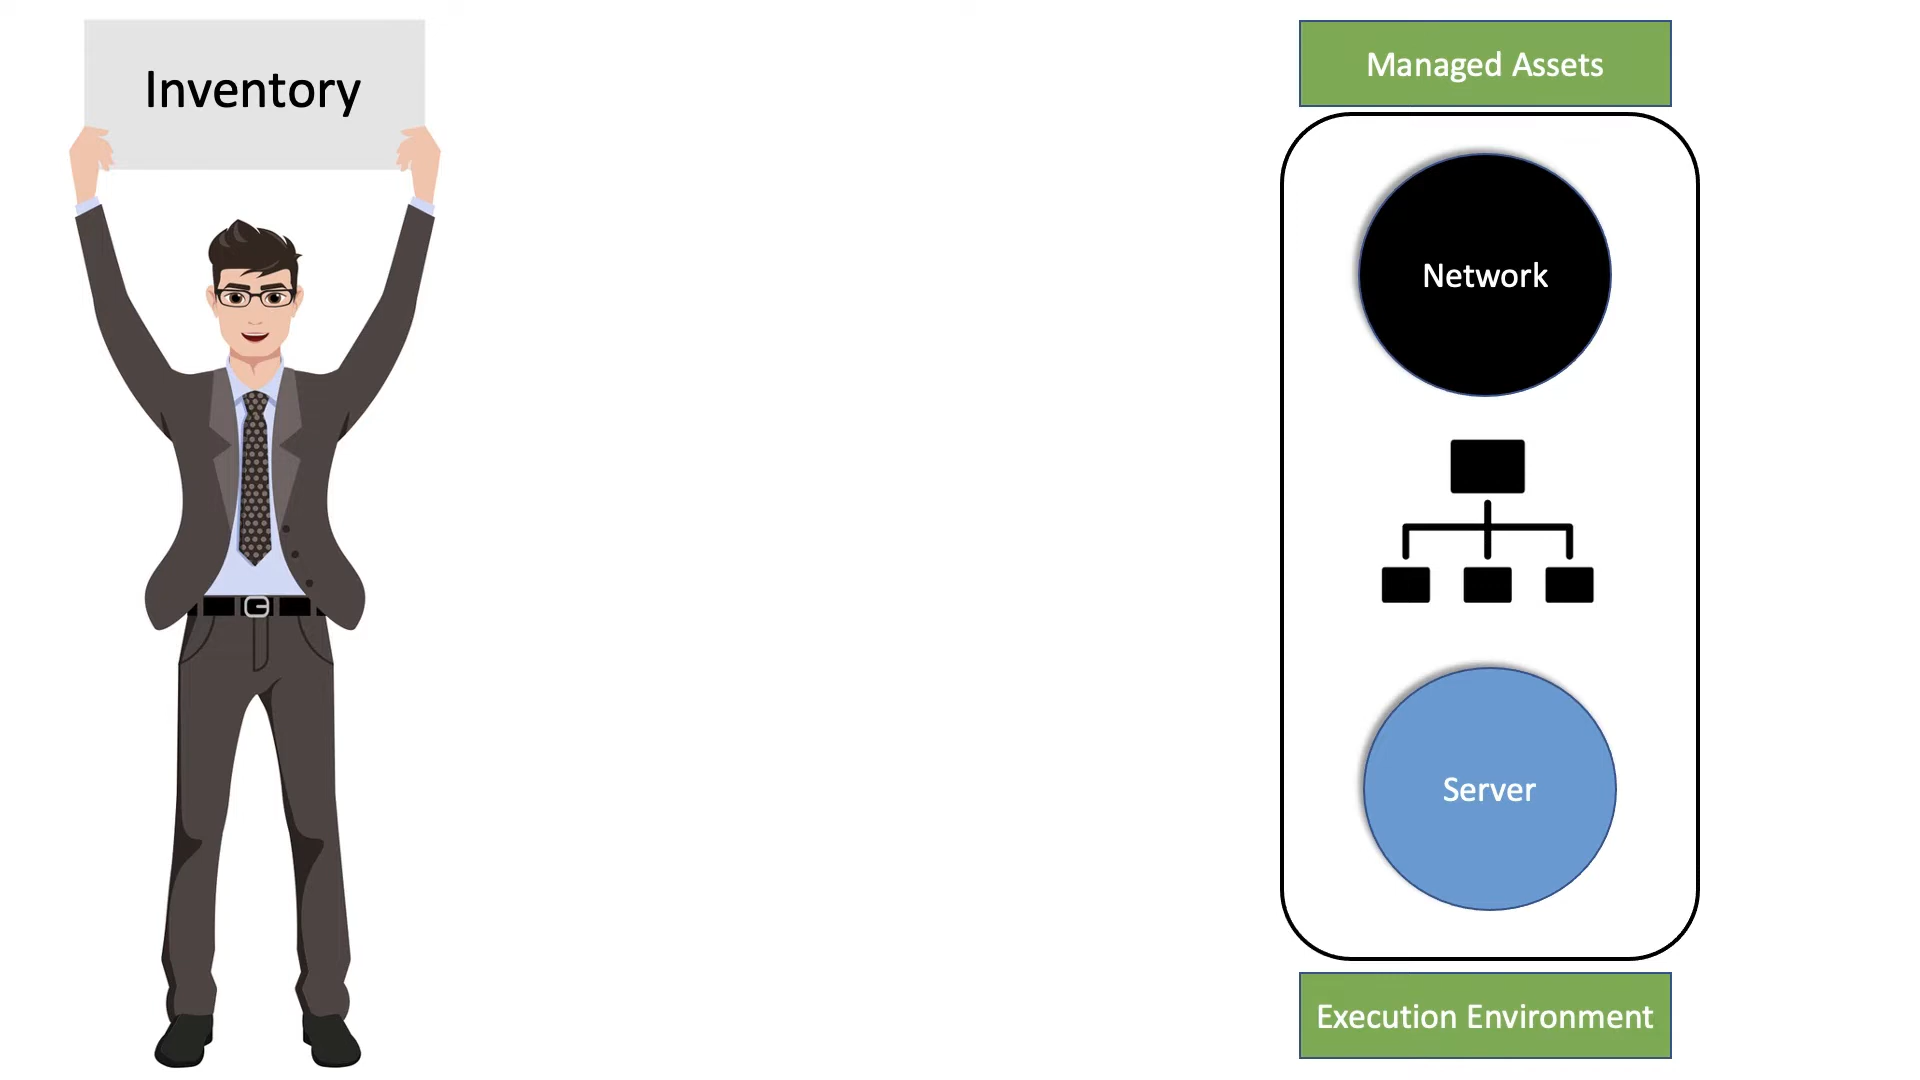 Inventory
Managed Assets
Network
Server
Execution Environment